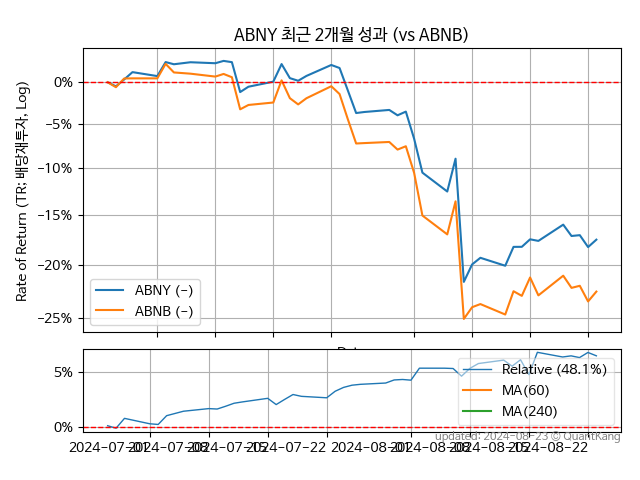 ABNY 최근 2개월 성과 (vs ABNB)
Rate of Return (TR; 배당재투자, Log)
0%
−5%
−10%
−15%
−20%
−25%
ABNY (-)
ABNB (-)
5%
0%
Relative (48.1%)
MA(60)
MA(240)
updated: 2024-08-23 © QuantKang
2024-07-01
2024-07-08
2024-07-15
2024-07-22
2024-08-01
2024-08-08
2024-08-15
2024-08-22